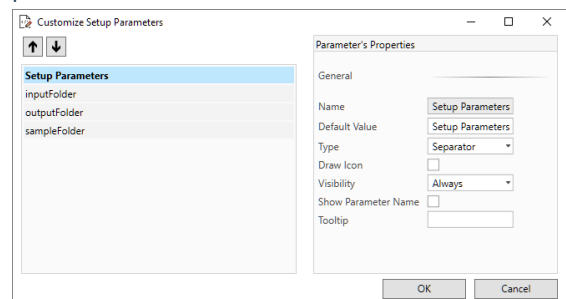 Customize Setup Parameters
Setup Parameters
inputFolder
outputFolder
sampleFolder
Parameter's Properties
General
Name Setup Parameters
Default Value Setup Parameters
Type Separator
Draw Icon
Visibility Always
Show Parameter Name
Tooltip
OK Cancel